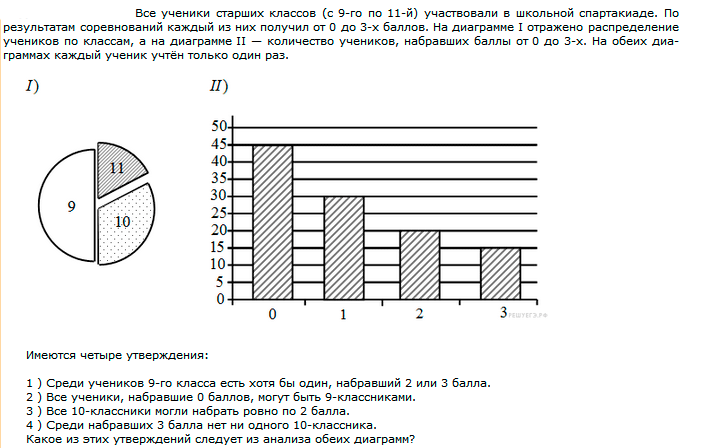 Все ученики старших классов (с 9-го по 11-й) участвовали в школьной спартакиаде. По
результатам соревнований каждый из них получил от 0 до 3-х баллов. На диаграмме I отражено распределение
учеников по классам, а на диаграмме II — количество учеников, набравших баллы от 0 до 3-х. На обеих диа-
граммах каждый ученик учтён только один раз.
I) II)
50
45
40
35
30
25
20
15
10
5
0
11
9
10
0 1 2 3
РЕШУЕГЭ.РФ
Имеются четыре утверждения:
1 ) Среди учеников 9-го класса есть хотя бы один, набравший 2 или 3 балла.
2 ) Все ученики, набравшие 0 баллов, могут быть 9-классниками.
3 ) Все 10-классники могли набрать ровно по 2 балла.
4 ) Среди набравших 3 балла нет ни одного 10-классника.
Какое из этих утверждений следует из анализа обеих диаграмм?